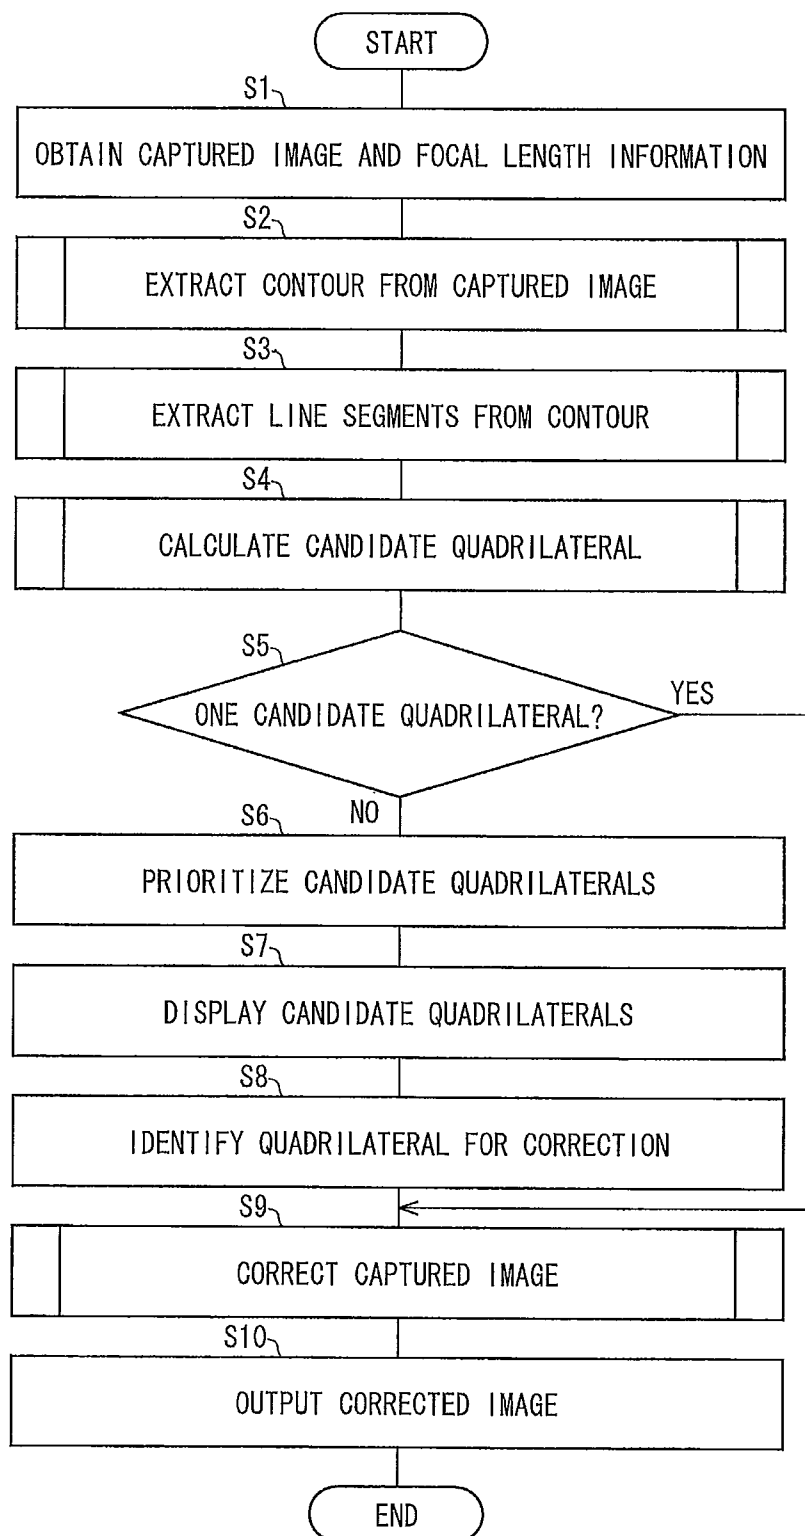 START
S1
OBTAIN CAPTURED IMAGE AND FOCAL LENGTH INFORMATION
S2
EXTRACT CONTOUR FROM CAPTURED IMAGE
S3
EXTRACT LINE SEGMENTS FROM CONTOUR
S4
CALCULATE CANDIDATE QUADRILATERAL
S5
ONE CANDIDATE QUADRILATERAL?
YES
NO
S6
PRIORITIZE CANDIDATE QUADRILATERALS
S7
DISPLAY CANDIDATE QUADRILATERALS
S8
IDENTIFY QUADRILATERAL FOR CORRECTION
S9
CORRECT CAPTURED IMAGE
S10
OUTPUT CORRECTED IMAGE
END